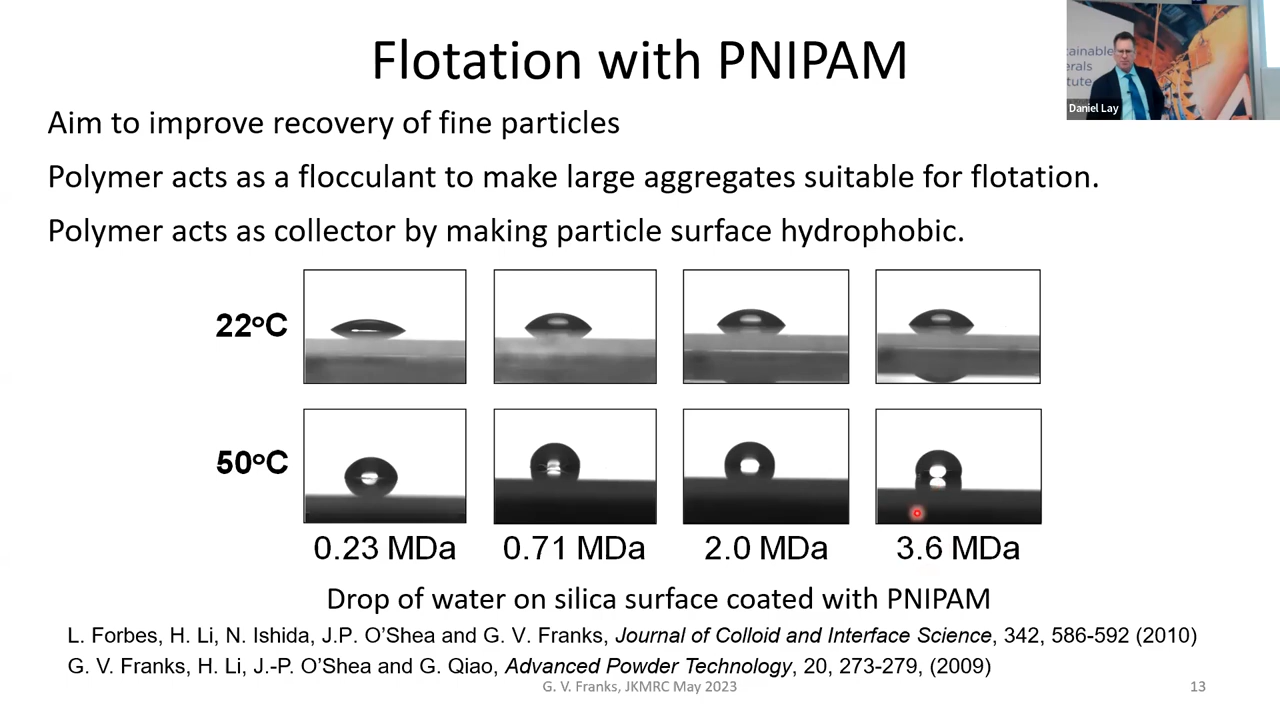 Flotation with PNIPAM
tainable
erals
tute
Daniel Lay
Aim to improve recovery of fine particles
Polymer acts as a flocculant to make large aggregates suitable for flotation.
Polymer acts as collector by making particle surface hydrophobic.
22°C
50°C
0.23 MDa 0.71 MDa 2.0 MDa 3.6 MDa
Drop of water on silica surface coated with PNIPAM
L. Forbes, H. Li, N. Ishida, J.P. O’Shea and G. V. Franks, Journal of Colloid and Interface Science, 342, 586-592 (2010)
G. V. Franks, H. Li, J.-P. O’Shea and G. Qiao, Advanced Powder Technology, 20, 273-279, (2009)
G. V. Franks, JKMRC May 2023
13